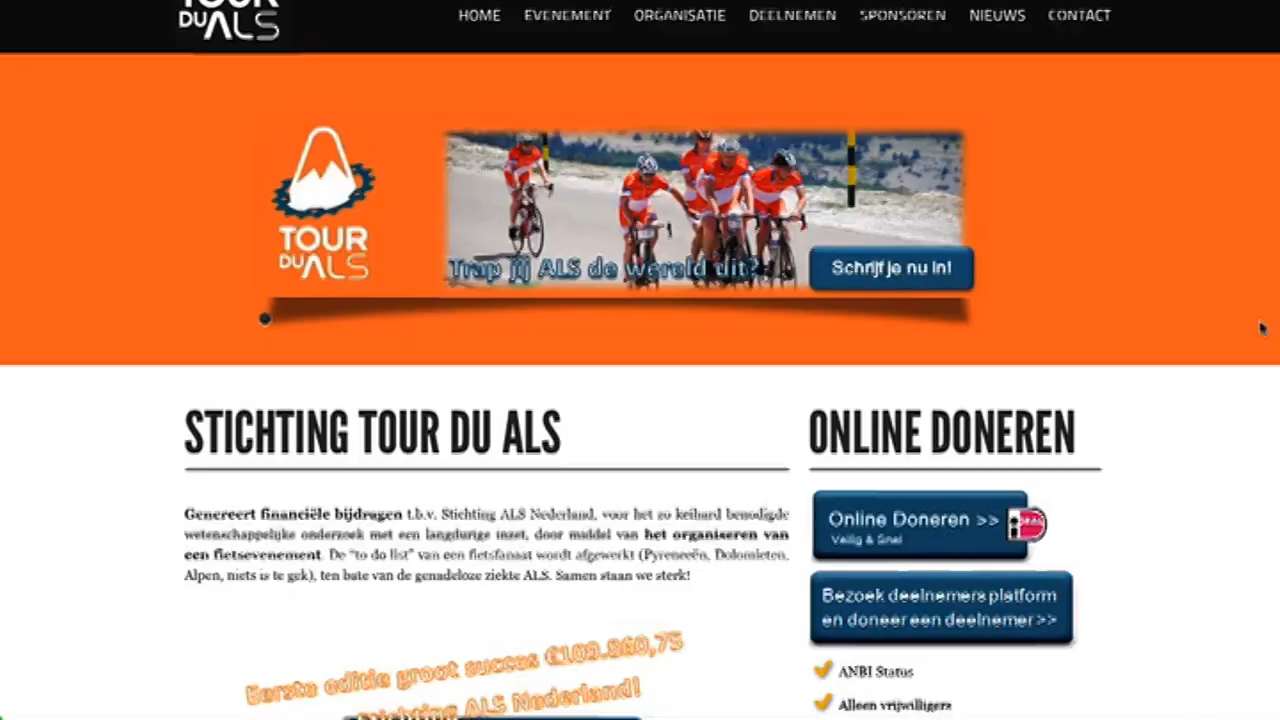 TOUR
DU ALS
HOME EVENEMENT ORGANISATIE DEELNEMEN SPONSOREN NIEUWS CONTACT
TOUR
DU ALS
Trap jij ALS de wereld uit?
Schrijf je nu in!
STICHTING TOUR DU ALS
Genereert financiële bijdragen t.b.v. Stichting ALS Nederland, voor het zo keihard benodigde
wetenschappelijke onderzoek met een langdurige inzet, door middel van het organiseren van
een fietsevenement. De “to do list” van een fietsfanaat wordt afgewerkt (Pyreneeën, Dolomieten,
Alpen, niets is te gek), ten bate van de genadeloze ziekte ALS. Samen staan we sterk!
Eerste editie groot succes €109.860,75
Stichting ALS Nederland!
ONLINE DONEREN
Online Doneren >>
Veilig & Snel
Bezoek deelnemersplatform
en doneer een deelnemer >>
ANBI Status
Alleen vrijwilligers